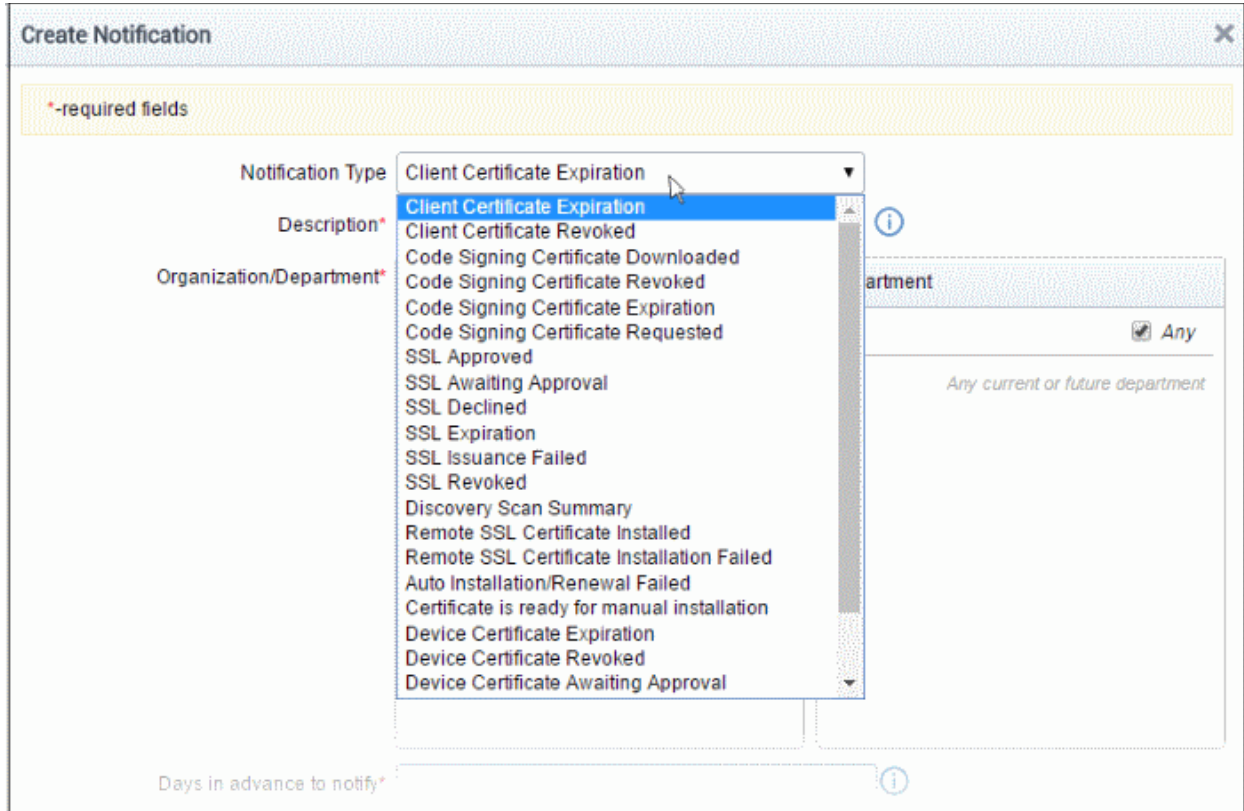 Create Notification
*-required fields
Notification Type Client Certificate Expiration
Client Certificate Expiration
Description*
Client Certificate Revoked
Code Signing Certificate Downloaded
Organization/Department*
Code Signing Certificate Revoked
artment
Code Signing Certificate Expiration
Code Signing Certificate Requested
Any
SSL Approved
SSL Awaiting Approval
Any current or future department
SSL Declined
SSL Expiration
SSL Issuance Failed
SSL Revoked
Discovery Scan Summary
Remote SSL Certificate Installed
Remote SSL Certificate Installation Failed
Auto Installation/Renewal Failed
Certificate is ready for manual installation
Device Certificate Expiration
Device Certificate Revoked
Device Certificate Awaiting Approval
Days in advance to notify*